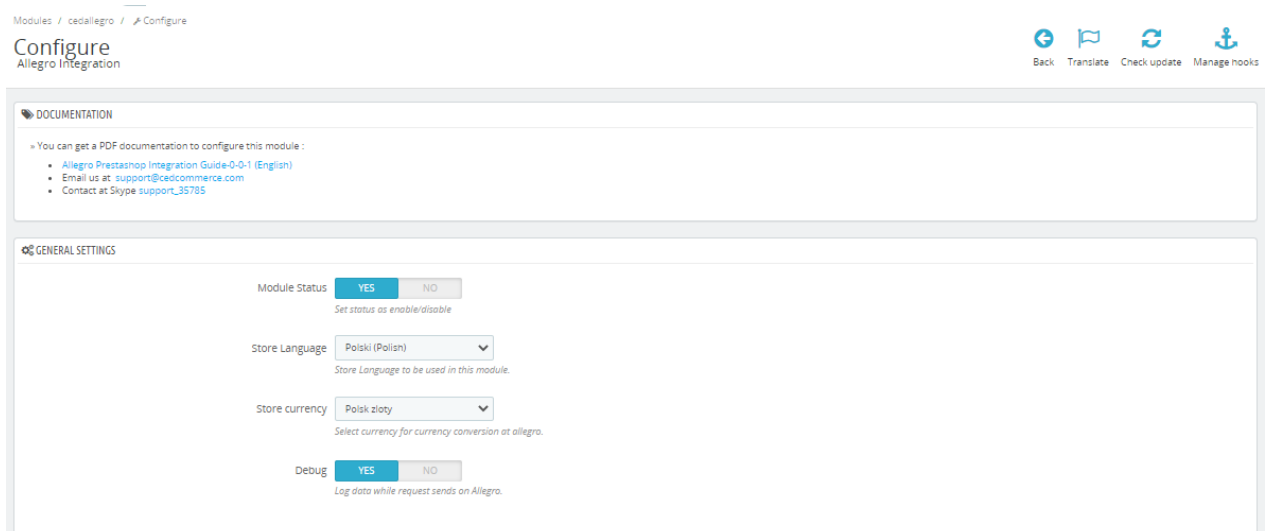 Modules / cedallegro / Configure
Configure
Allegro Integration
Back Translate Check update Manage hooks
DOCUMENTATION
» You can get a PDF documentation to configure this module :
• Allegro Prestashop Integration Guide-0-0-1 (English)
• Email us at support@cedcommerce.com
• Contact at Skype support_35785
GENERAL SETTINGS
Module Status YES NO
Set status as enable/disable
Store Language Polski (Polish)
Store Language to be used in this module.
Store currency Polsk zloty
Select currency for currency conversion at allegro.
Debug YES NO
Log data while request sends on Allegro.